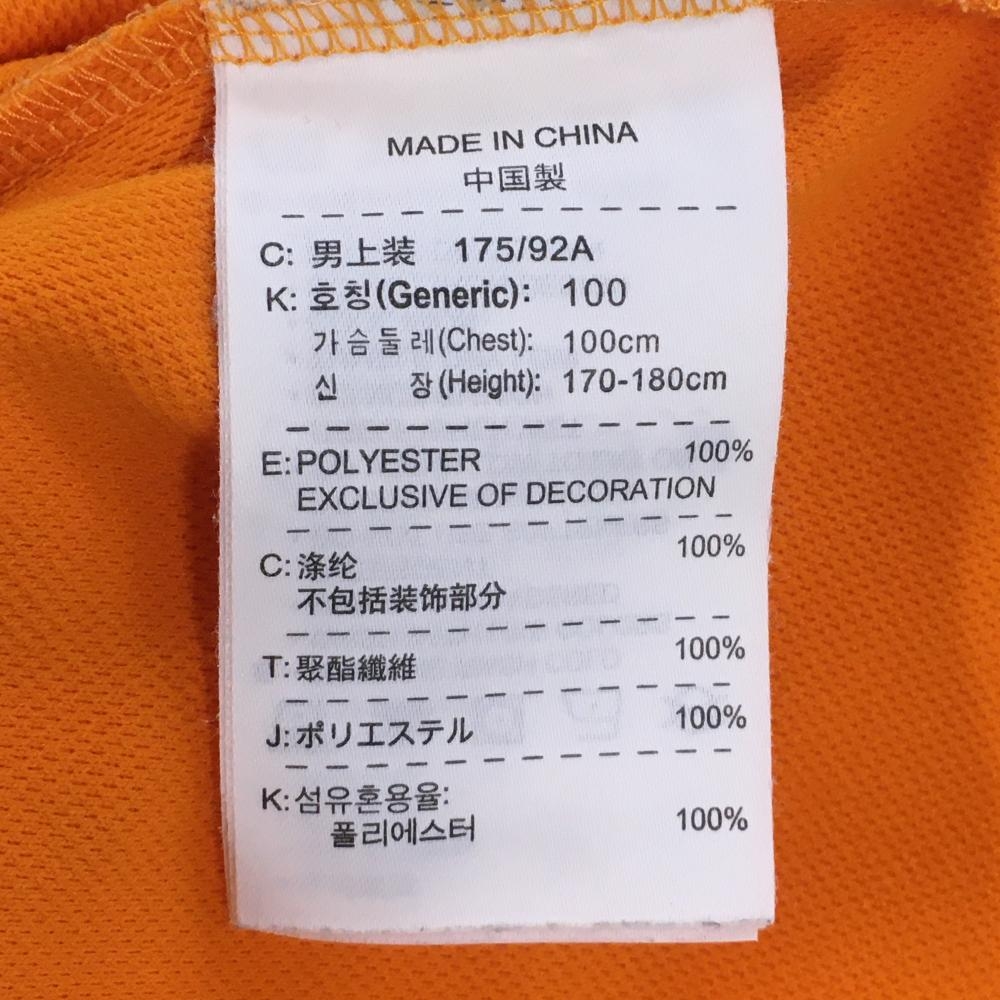 MADE IN CHINA
中国製
C: 男上装 175/92A
K: 호칭(Generic): 100
가슴둘레(Chest): 100cm
신 장(Height): 170-180cm
E: POLYESTER 100%
EXCLUSIVE OF DECORATION
C: 涤纶 100%
不包括装饰部分
T: 聚酯纖維 100%
J: ポリエステル 100%
K: 섬유혼용율:
폴리에스터 100%